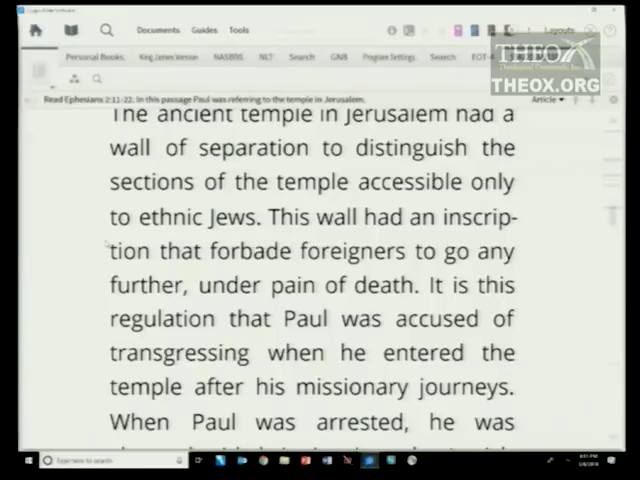 Documents Guides Tools Layouts
Personal Books King James Version NASB95 NLT Search GNB Program Settings Search
THEOX
THEOX.ORG
Read Ephesians 2:11-22. In this passage Paul was referring to the temple in Jerusalem. Article
The ancient temple in Jerusalem had a
wall of separation to distinguish the
sections of the temple accessible only
to ethnic Jews. This wall had an inscrip-
tion that forbade foreigners to go any
further, under pain of death. It is this
regulation that Paul was accused of
transgressing when he entered the
temple after his missionary journeys.
When Paul was arrested, he was
Type here to search